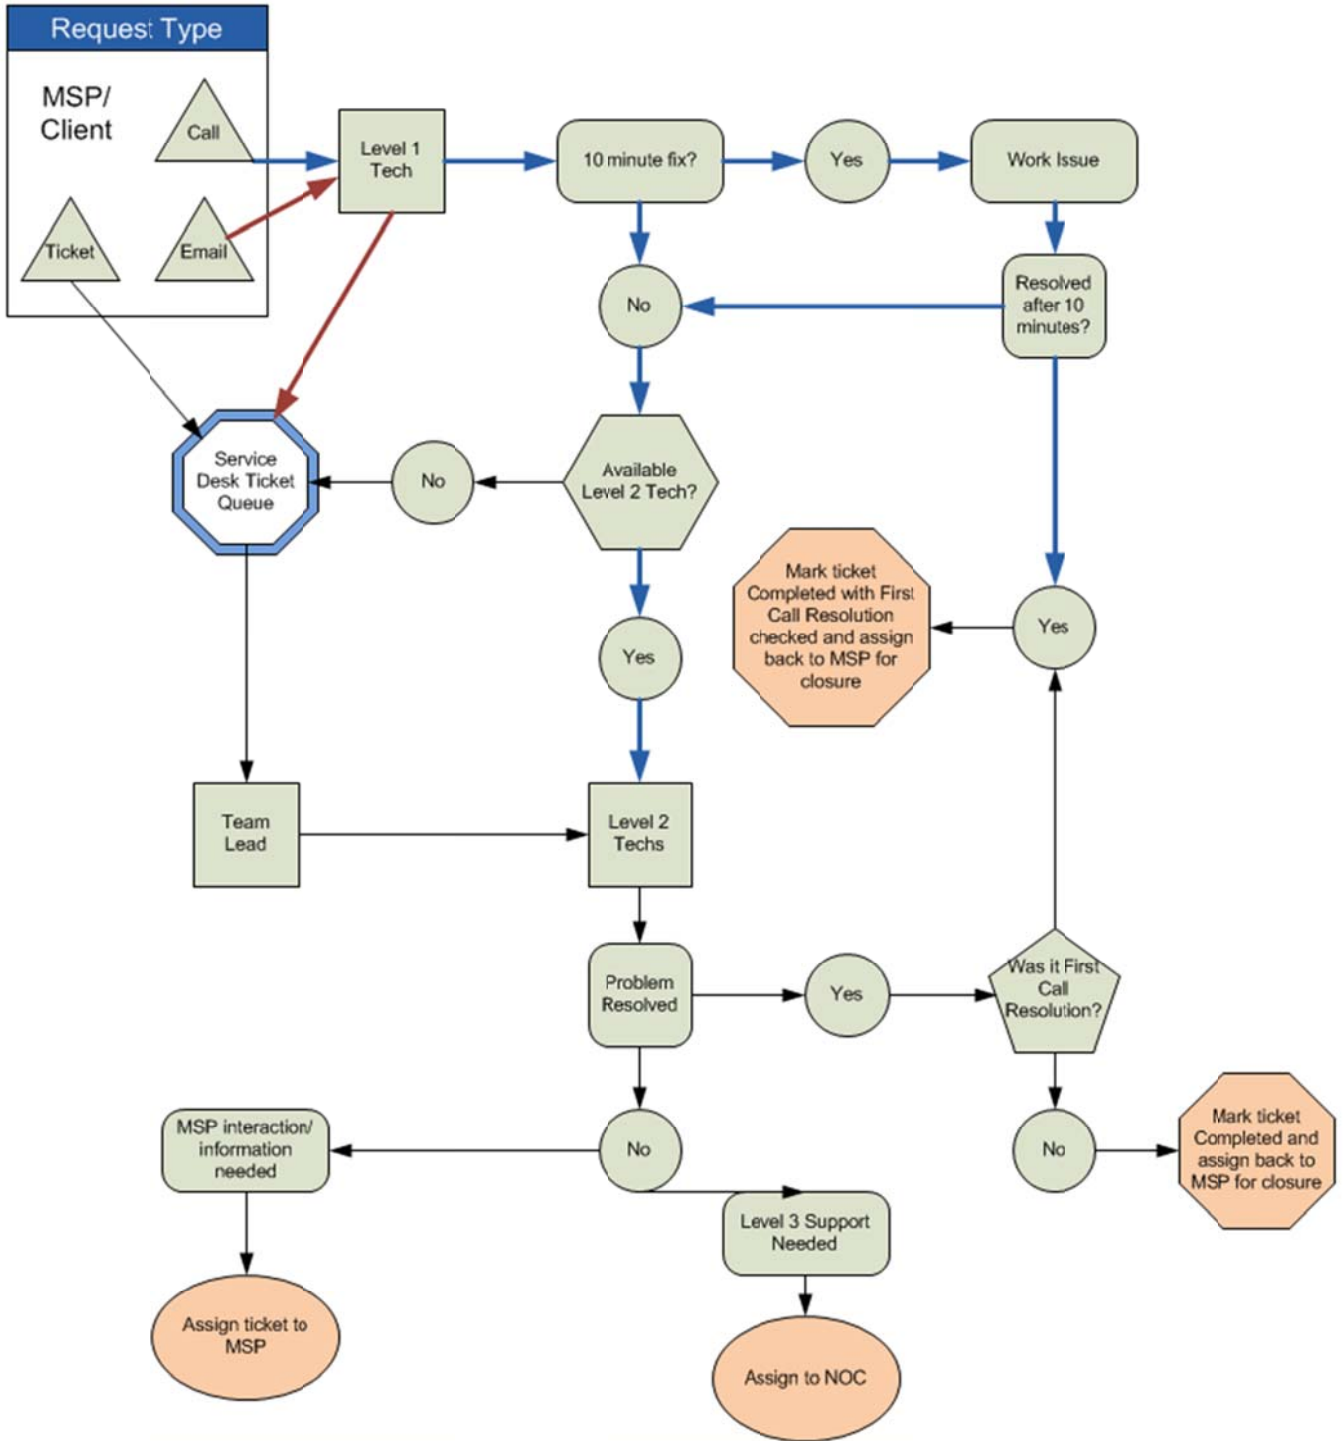 Request Type
MSP/
Client
Call
Ticket
Email
Level 1
Tech
10 minute fix?
Yes
Work Issue
No
Resolved
after 10
minutes?
Service
Desk Ticket
Queue
No
Available
Level 2 Tech?
Mark ticket
Completed with First
Call Resolution
checked and assign
back to MSP for
closure
Yes
Yes
Team
Lead
Level 2
Techs
Problem
Resolved
Yes
Was it First
Call
Resolution?
MSP interaction/
information
needed
No
No
Mark ticket
Completed and
assign back to
MSP for closure
Level 3 Support
Needed
Assign ticket to
MSP
Assign to NOC